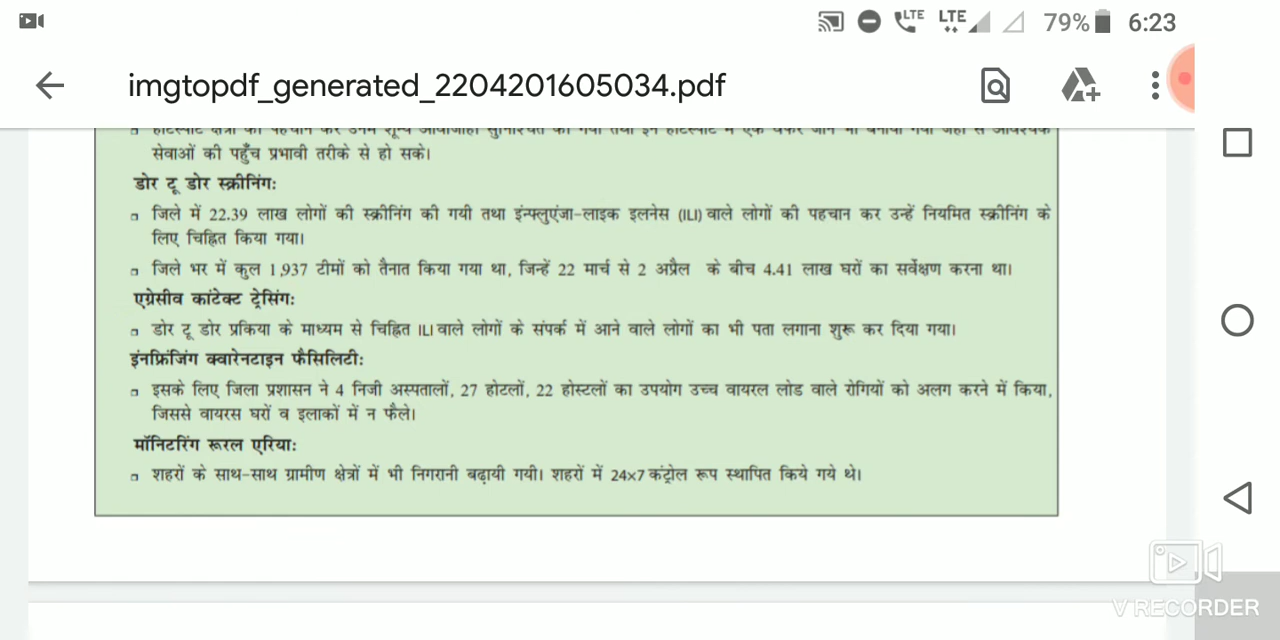 LTE LTE 79% 6:23
imgtopdf_generated_2204201605034.pdf
सेवाओं की पहुँच प्रभावी तरीके से हो सके।
डोर टू डोर स्क्रीनिंग:
जिले में 22.39 लाख लोगों की स्क्रीनिंग की गयी तथा इंन्फ्लुएंजा-लाइक इलनेस (ILI) वाले लोगों की पहचान कर उन्हें नियमित स्क्रीनिंग के
लिए चिह्नित किया गया।
जिले भर में कुल 1,937 टीमों को तैनात किया गया था, जिन्हें 22 मार्च से 2 अप्रैल के बीच 4.41 लाख घरों का सर्वेक्षण करना था।
एग्रेसीव कांटेक्ट ट्रेसिंग:
डोर टू डोर प्रकिया के माध्यम से चिह्नित ILI वाले लोगों के संपर्क में आने वाले लोगों का भी पता लगाना शुरू कर दिया गया।
इंनफ्रिंजिंग क्वारेनटाइन फैसिलिटी:
इसके लिए जिला प्रशासन ने 4 निजी अस्पतालों, 27 होटलों, 22 होस्टलों का उपयोग उच्च वायरल लोड वाले रोगियों को अलग करने में किया,
जिससे वायरस घरों व इलाकों में न फैले।
मॉनिटरिंग रूरल एरिया:
शहरों के साथ-साथ ग्रामीण क्षेत्रों में भी निगरानी बढ़ायी गयी। शहरों में 24x7 कंट्रोल रूप स्थापित किये गये थे।
V RECORDER